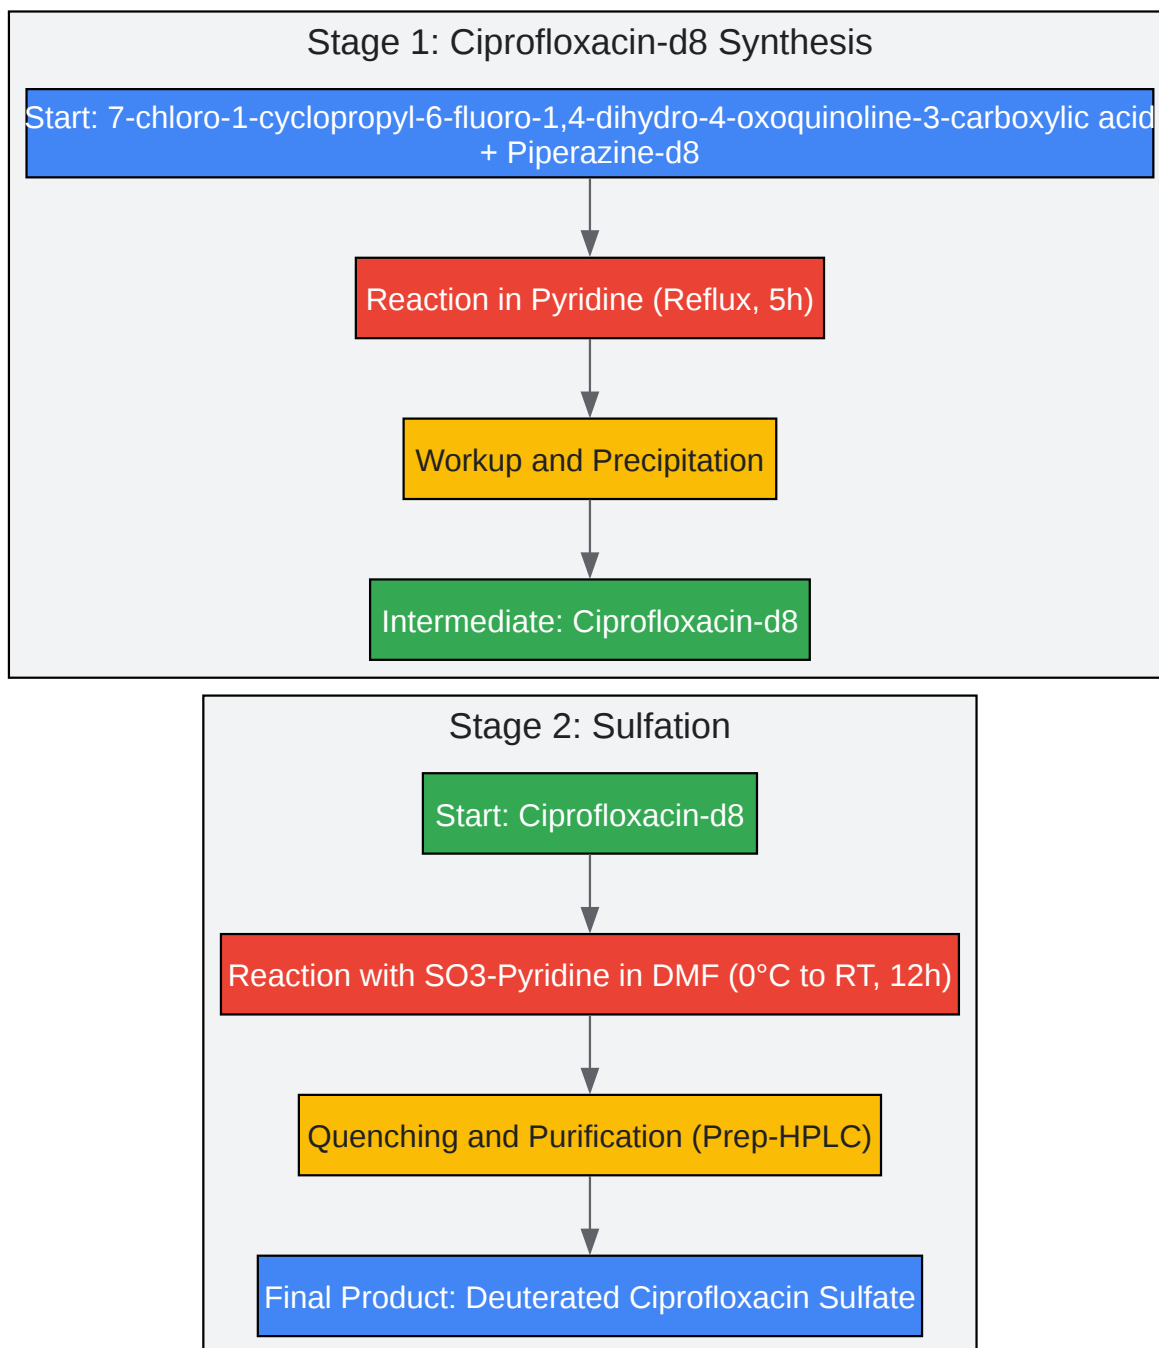 Stage 1: Ciprofloxacin-d8 Synthesis
Start: 7-chloro-1-cyclopropyl-6-fluoro-1,4-dihydro-4-oxoquinoline-3-carboxylic acid
+ Piperazine-d8
Reaction in Pyridine (Reflux, 5h)
Workup and Precipitation
Intermediate: Ciprofloxacin-d8
Stage 2: Sulfation
Start: Ciprofloxacin-d8
Reaction with SO3-Pyridine in DMF (0°C to RT, 12h)
Quenching and Purification (Prep-HPLC)
Final Product: Deuterated Ciprofloxacin Sulfate